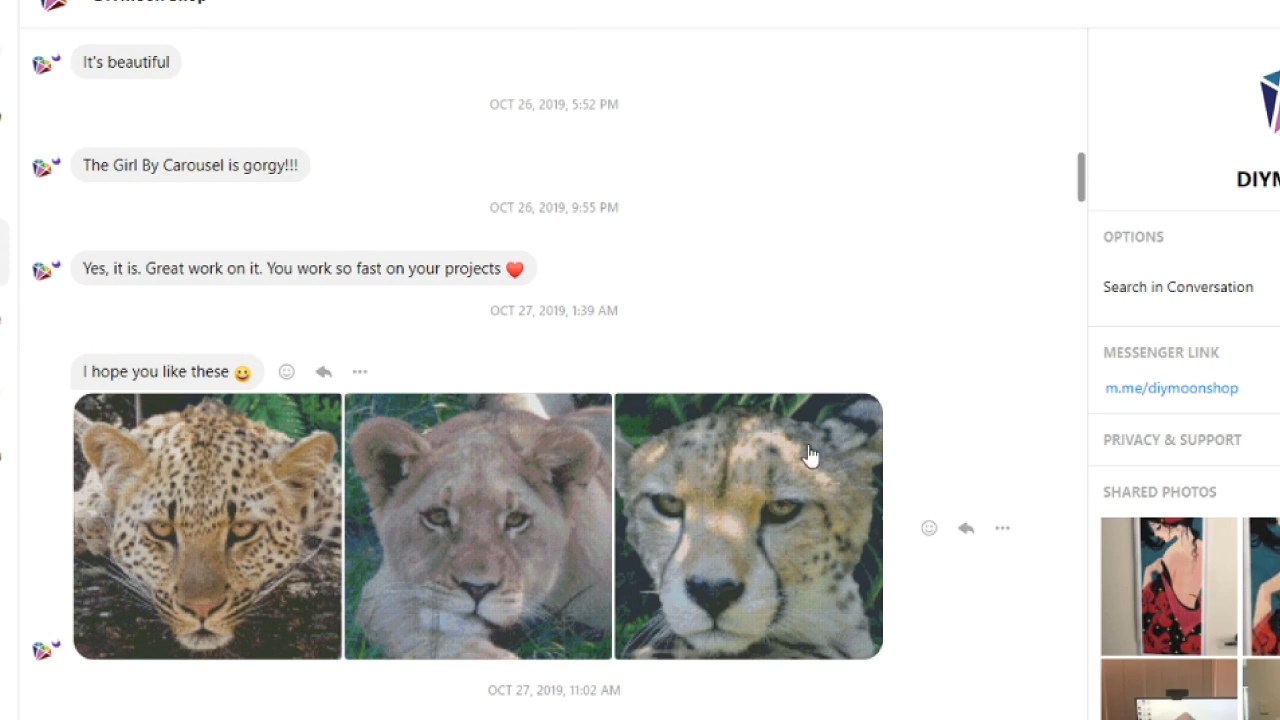 It's beautiful
OCT 26, 2019, 5:52 PM
The Girl By Carousel is gorgy!!!
OCT 26, 2019, 9:55 PM
Yes, it is. Great work on it. You work so fast on your projects ❤️
OCT 27, 2019, 1:39 AM
I hope you like these 😀
OCT 27, 2019, 11:02 AM
DIYM
OPTIONS
Search in Conversation
MESSENGER LINK
m.me/diymoonshop
PRIVACY & SUPPORT
SHARED PHOTOS